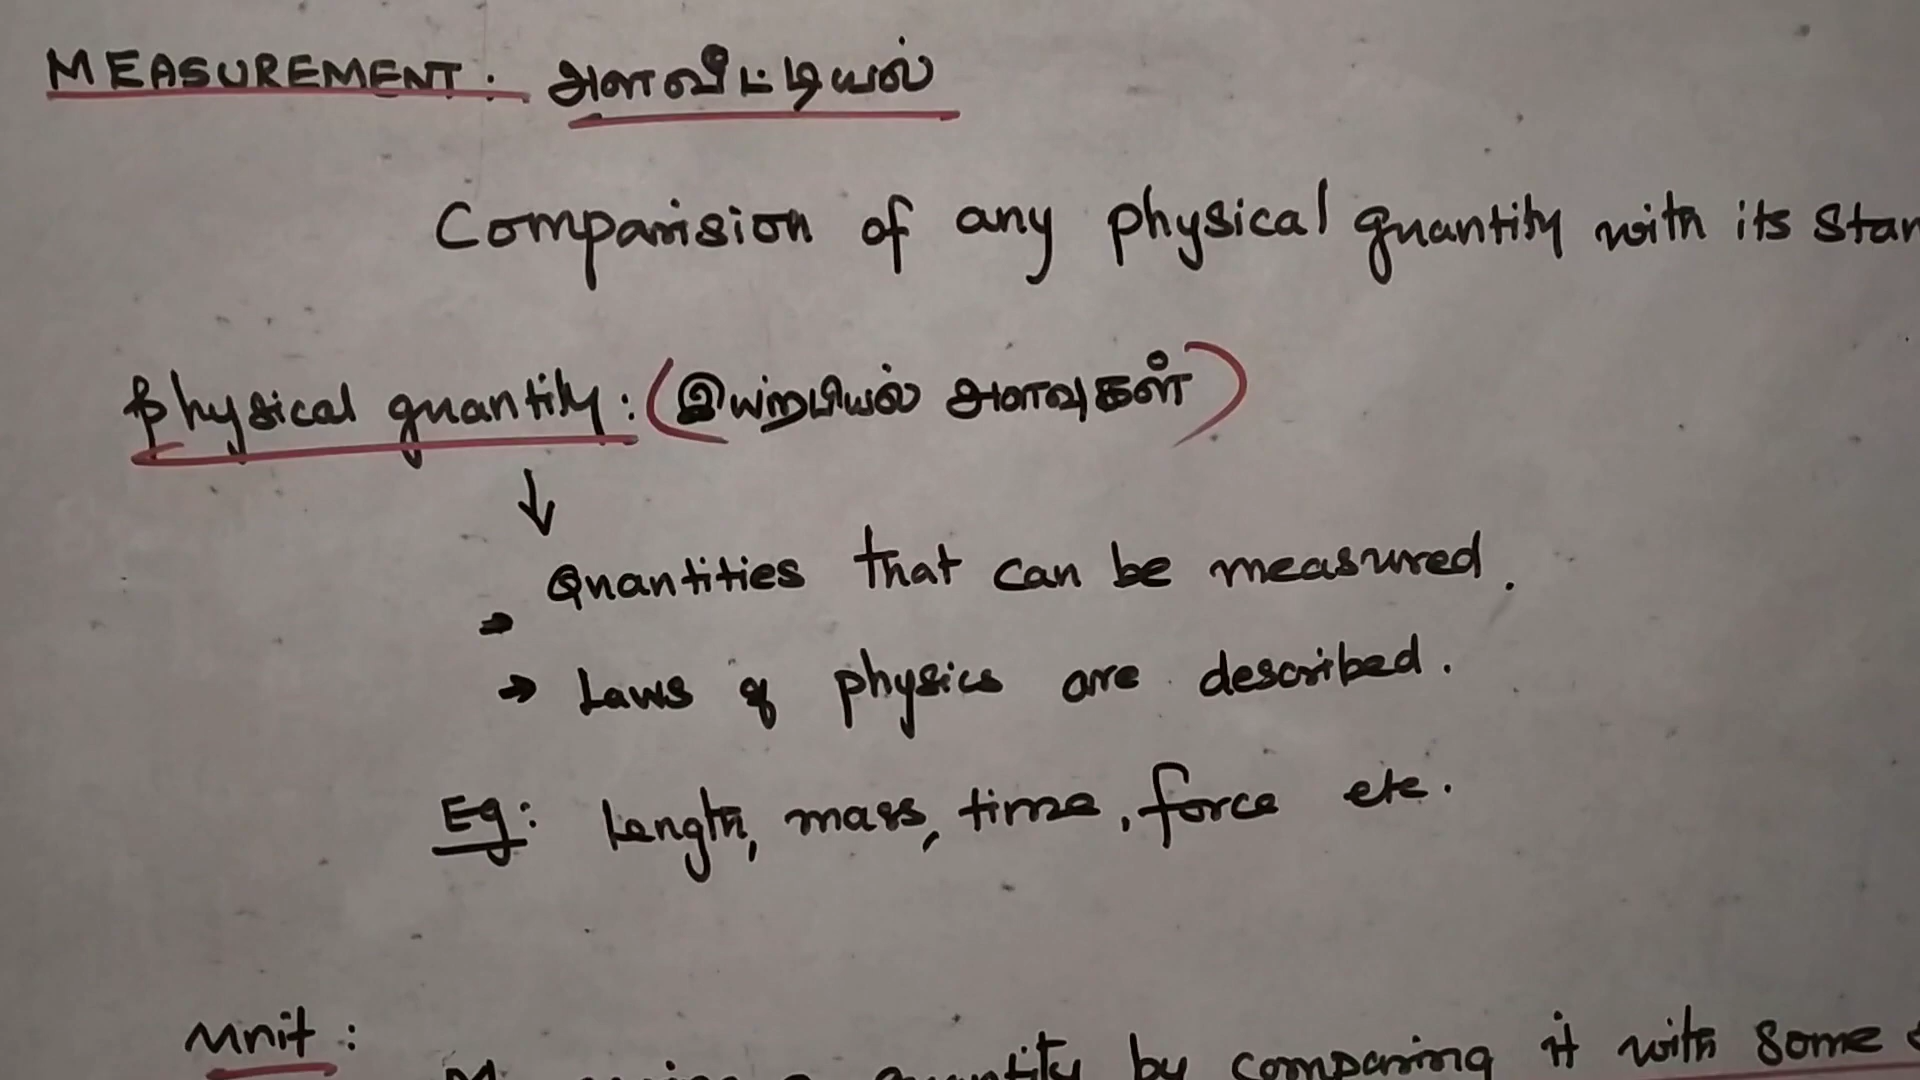 MEASUREMENT: அளவீட்டியல்
Comparision of any physical quantity with its
Physical quantity: (இயற்பியல் அளவுகள்)
↓
Quantities that can be measured.
→
→ Laws of physics are described.
Eg: Length, mass, time, force etc.
Unit:
quantity by comparing it with some